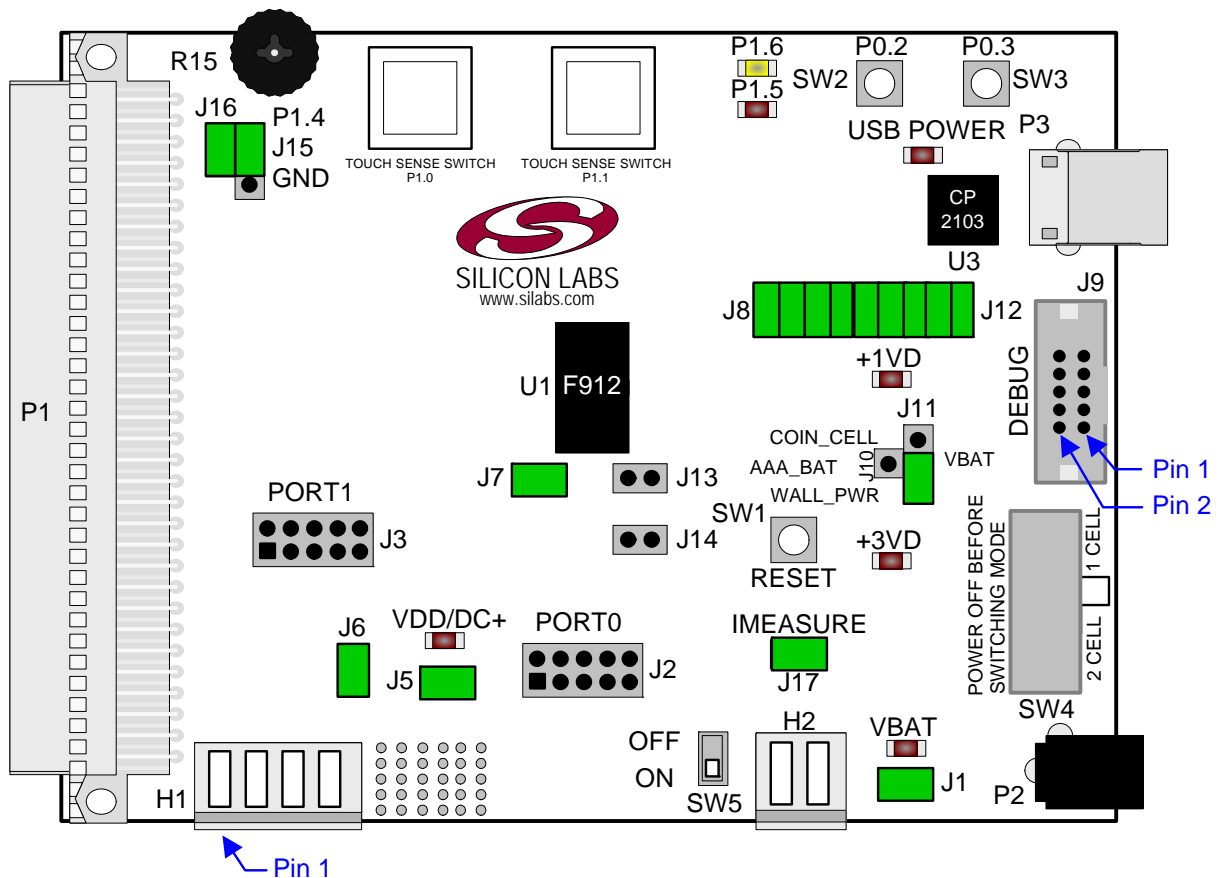 R15
P1.6
P0.2
P0.3
SW2
SW3
P1.5
J16
P1.4
J15
GND
USB POWER
P3
TOUCH SENSE SWITCH
P1.0
TOUCH SENSE SWITCH
P1.1
CP
2103
U3
SILICON LABS
www.silabs.com
J8
J12
J9
+1VD
U1
F912
DEBUG
P1
J11
COIN_CELL
J10
AAA_BAT
VBAT
WALL_PWR
Pin 1
Pin 2
J7
J13
PORT1
SW1
J3
J14
+3VD
RESET
POWER OFF BEFORE
SWITCHING MODE
1 CELL
2 CELL
J6
VDD/DC+
PORT0
IMEASURE
J5
J2
J17
SW4
H2
VBAT
OFF
ON
SW5
J1
P2
H1
Pin 1